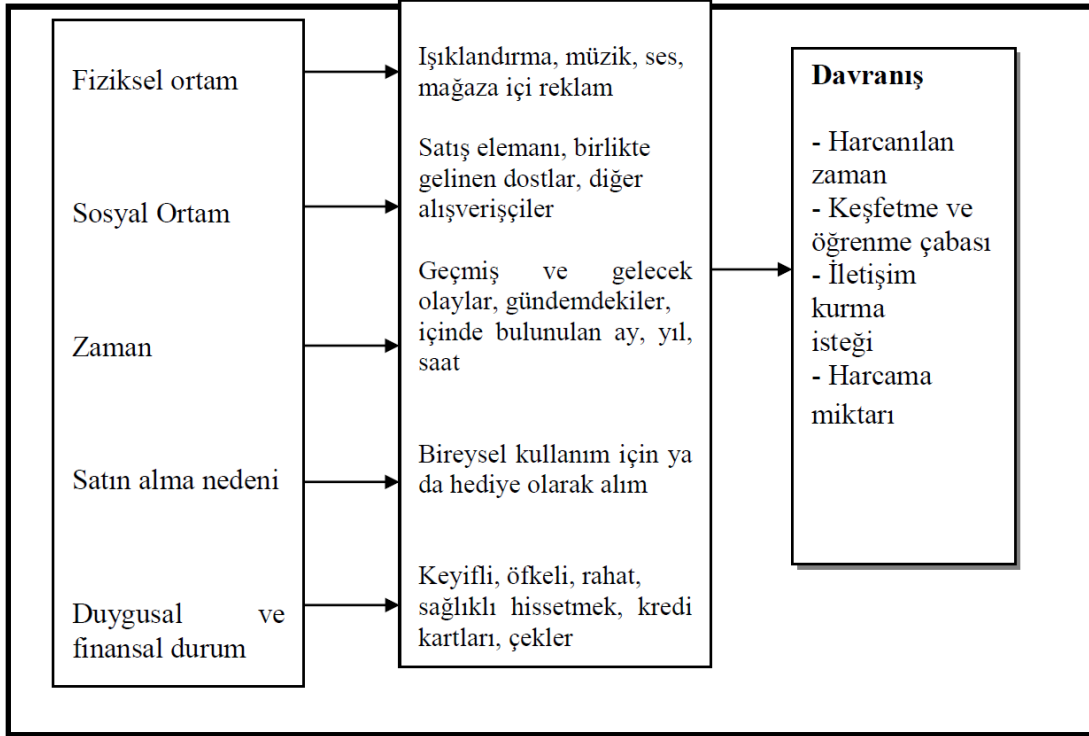 Fiziksel ortam
Sosyal Ortam
Zaman
Satın alma nedeni
Duygusal ve
finansal durum
Işıklandırma, müzik, ses,
mağaza içi reklam
Satış elemanı, birlikte
gelinen dostlar, diğer
alışverişçiler
Geçmiş ve gelecek
olaylar, gündemdekiler,
içinde bulunulan ay, yıl,
saat
Bireysel kullanım için ya
da hediye olarak alım
Keyifli, öfkeli, rahat,
sağlıklı hissetmek, kredi
kartları, çekler
Davranış
- Harcanılan
zaman
- Keşfetme ve
öğrenme çabası
- İletişim
kurma
isteği
- Harcama
miktarı